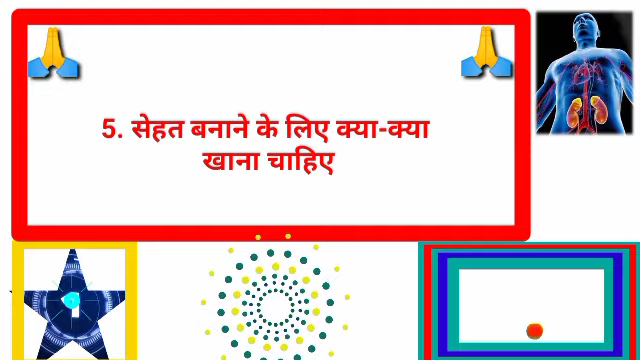 5. सेहत बनाने के लिए क्या-क्या
खाना चाहिए